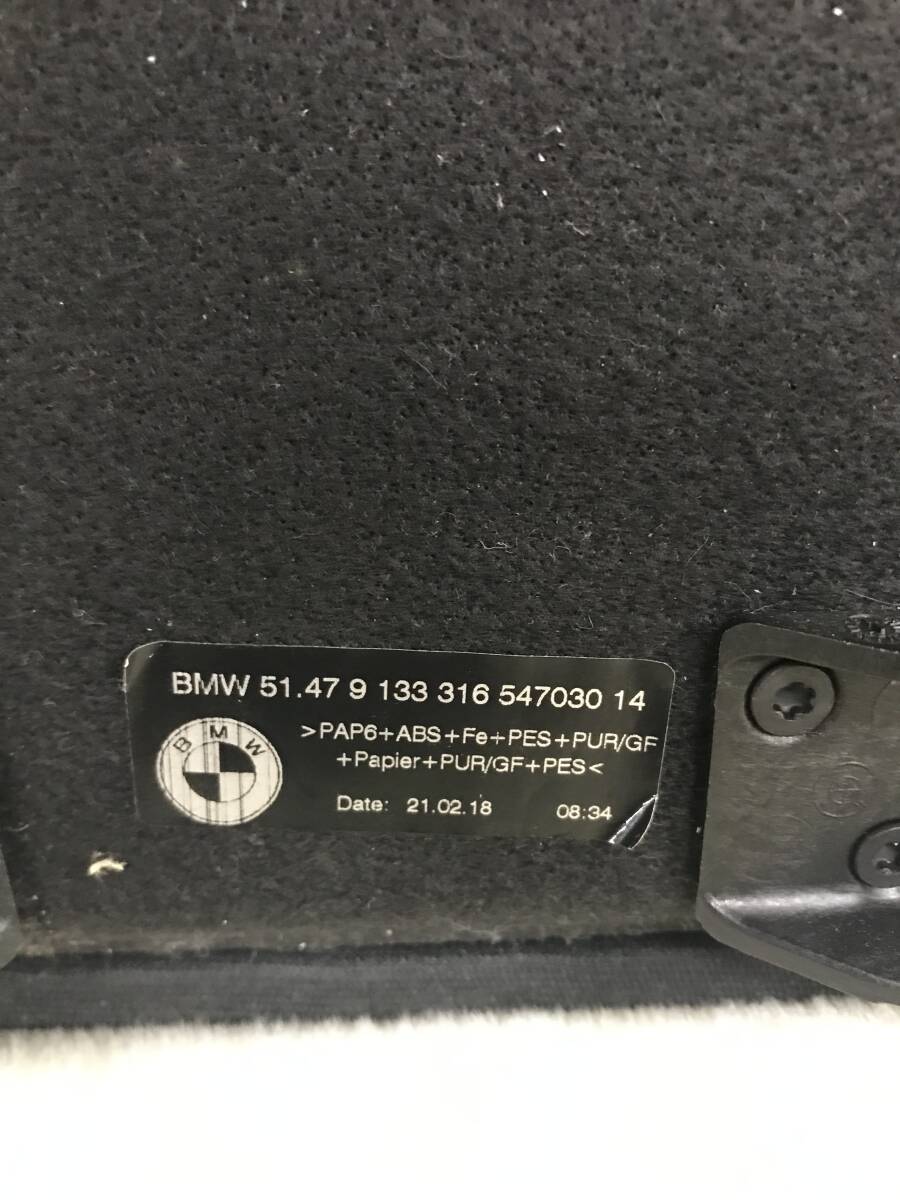 BMW 51.47 9 133 316 547030 14
BMW
>PAP6+ABS+Fe+PES+PUR/GF
+Papier+PUR/GF+PES<
Date: 21.02.18 08:34